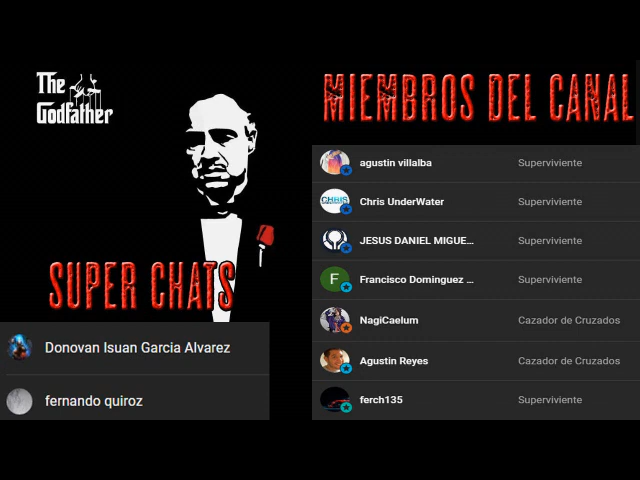 The
Godfather
MIEMBROS DEL CANAL
agustin villalba Superviviente
CHRIS
Chris UnderWater Superviviente
JESUS DANIEL MIGUE... Superviviente
F
Francisco Dominguez ... Superviviente
NagiCaelum Cazador de Cruzados
Agustin Reyes Cazador de Cruzados
ferch135 Superviviente
SUPER CHATS
Donovan Isuan Garcia Alvarez
fernando quiroz